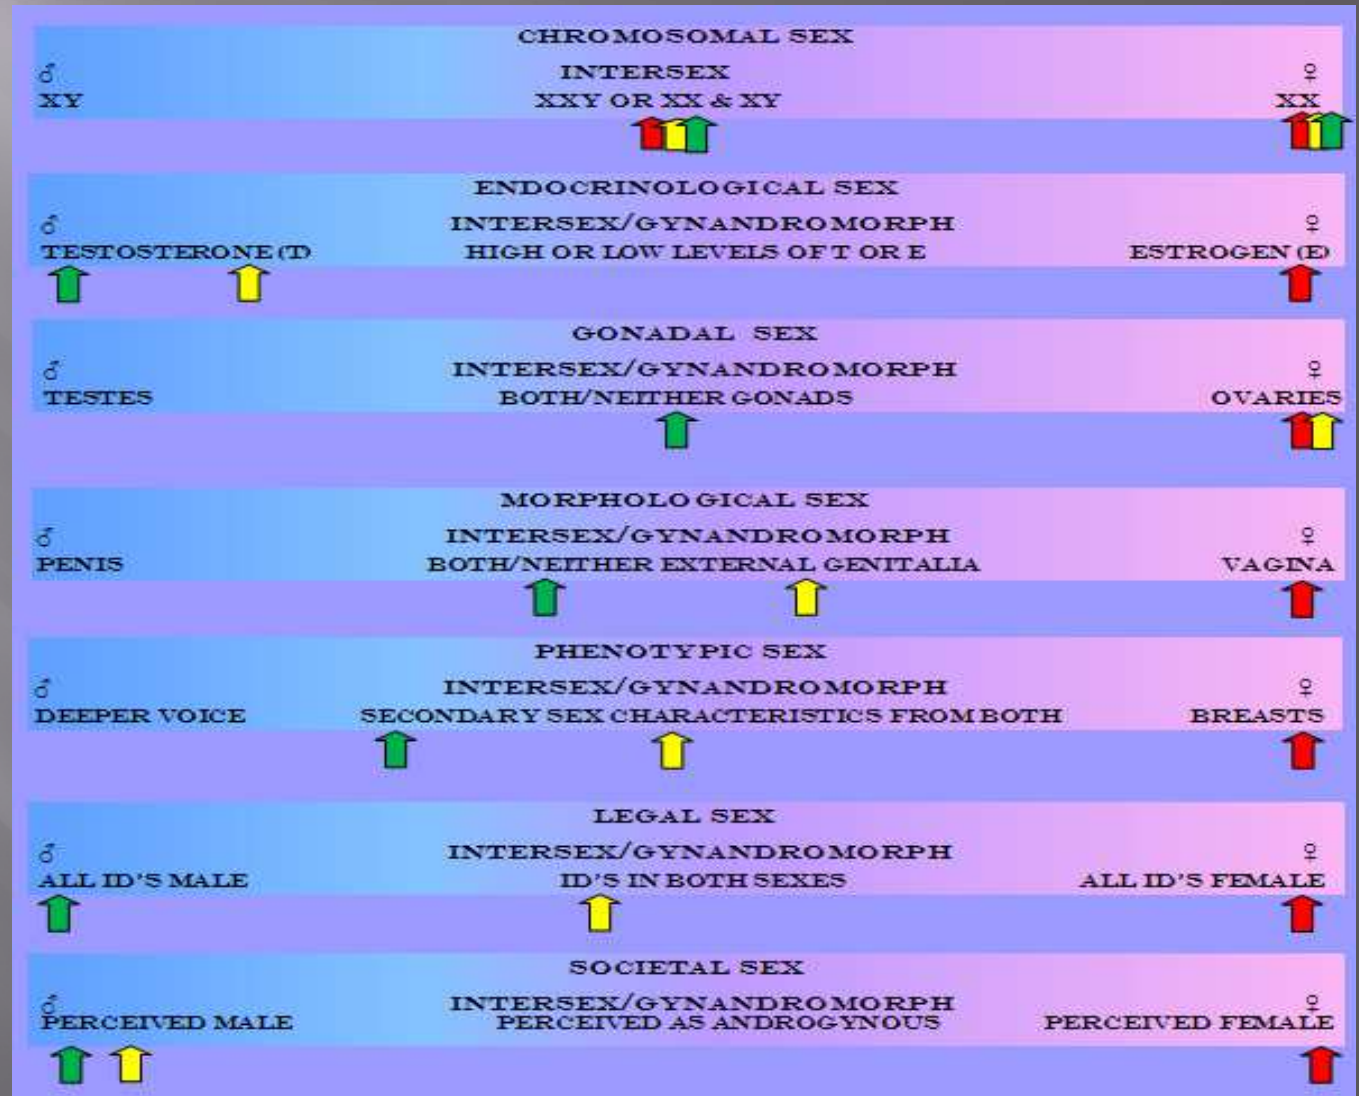 CHROMOSOMAL SEX
♂ INTERSEX ♀
XY XXY OR XX & XY XX
ENDOCRINOLOGICAL SEX
♂ INTERSEX/GYNANDROMORPH ♀
TESTOSTERONE (T) HIGH OR LOW LEVELS OF T OR E ESTROGEN (E)
GONADAL SEX
♂ INTERSEX/GYNANDROMORPH ♀
TESTES BOTH/NEITHER GONADS OVARIES
MORPHOLOGICAL SEX
♂ INTERSEX/GYNANDROMORPH ♀
PENIS BOTH/NEITHER EXTERNAL GENITALIA VAGINA
PHENOTYPIC SEX
♂ INTERSEX/GYNANDROMORPH ♀
DEEPER VOICE SECONDARY SEX CHARACTERISTICS FROM BOTH BREASTS
LEGAL SEX
♂ INTERSEX/GYNANDROMORPH ♀
ALL ID'S MALE ID'S IN BOTH SEXES ALL ID'S FEMALE
SOCIETAL SEX
♂ INTERSEX/GYNANDROMORPH ♀
PERCEIVED MALE PERCEIVED AS ANDROGYNOUS PERCEIVED FEMALE